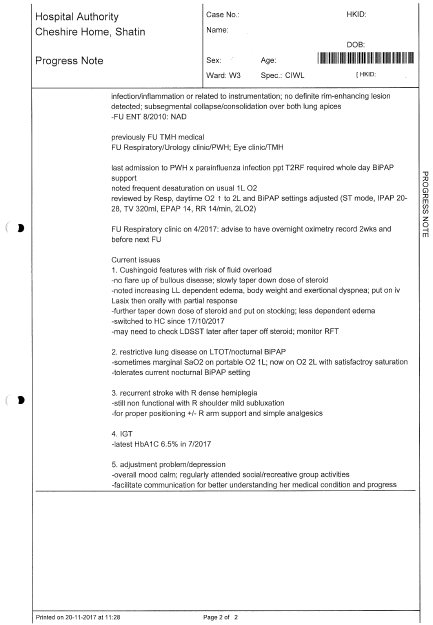 Hospital Authority
Cheshire Home, Shatin
Progress Note
Case No.:
HKID:
Name:
DOB:
Sex:
Age:
Ward: W3
Spec.: CIWL
[ HKID:
infection/inflammation or related to instrumentation; no definite rim-enhancing lesion
detected; subsegmental collapse/consolidation over both lung apices
-FU ENT 8/2010: NAD
previously FU TMH medical
FU Respiratory/Urology clinic/PWH; Eye clinic/TMH
last admission to PWH x parainfluenza infection ppt T2RF required whole day BiPAP
support
noted frequent desaturation on usual 1L O2
reviewed by Resp, daytime O2 1 to 2L and BiPAP settings adjusted (ST mode, IPAP 20-
28, TV 320ml, EPAP 14, RR 14/min, 2LO2)
FU Respiratory clinic on 4/2017: advise to have overnight oximetry record 2wks and
before next FU
Current issues
1. Cushingoid features with risk of fluid overload
-no flare up of bullous disease; slowly taper down dose of steroid
-noted increasing LL dependent edema, body weight and exertional dyspnea; put on iv
Lasix then orally with partial response
-further taper down dose of steroid and put on stocking; less dependent edema
-switched to HC since 17/10/2017
-may need to check LDSST later after taper off steroid; monitor RFT
2. restrictive lung disease on LTOT/nocturnal BiPAP
-sometimes marginal SaO2 on portable O2 1L; now on O2 2L with satisfactroy saturation
-tolerates current nocturnal BiPAP setting
3. recurrent stroke with R dense hemiplegia
-still non functional with R shoulder mild subluxation
-for proper positioning +/- R arm support and simple analgesics
4. IGT
-latest HbA1C 6.5% in 7/2017
5. adjustment problem/depression
-overall mood calm; regularly attended social/recreative group activities
-facilitate communication for better understanding her medical condition and progress
PROGRESS NOTE
Printed on 20-11-2017 at 11:28
Page 2 of 2